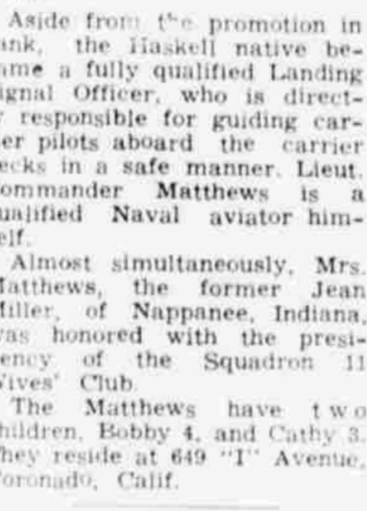 Aside from the promotion in
ank, the Haskell native be-
ame a fully qualified Landing
ignal Officer, who is direct-
y responsible for guiding car-
er pilots aboard the carrier
ecks in a safe manner. Lieut.
ommander Matthews is a
ualified Naval aviator him-
elf.
Almost simultaneously, Mrs.
Matthews, the former Jean
Miller, of Nappanee, Indiana,
was honored with the presi-
ency of the Squadron 11
Wives' Club.
The Matthews have two
hildren, Bobby 4, and Cathy 3.
They reside at 649 "I" Avenue,
Coronado, Calif.